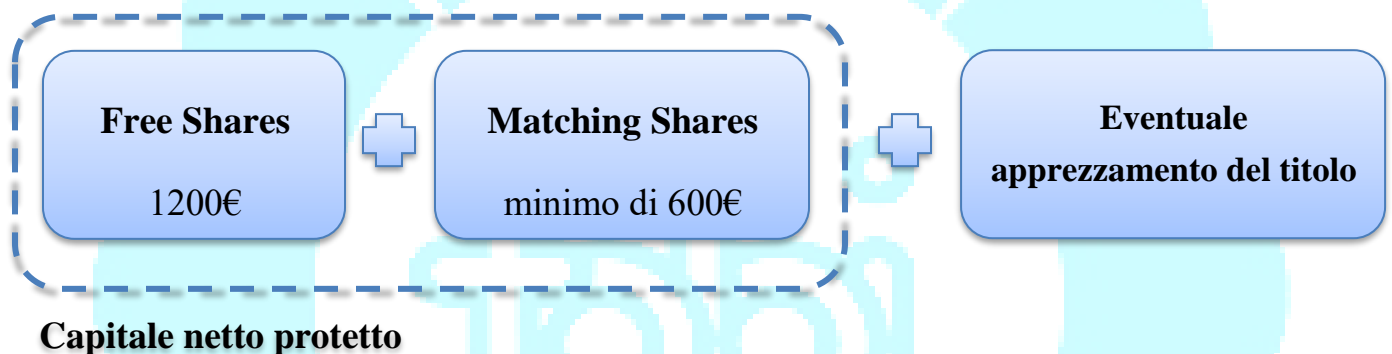 Free Shares
1200€
Matching Shares
minimo di 600€
Eventuale
apprezzamento del titolo
Capitale netto protetto